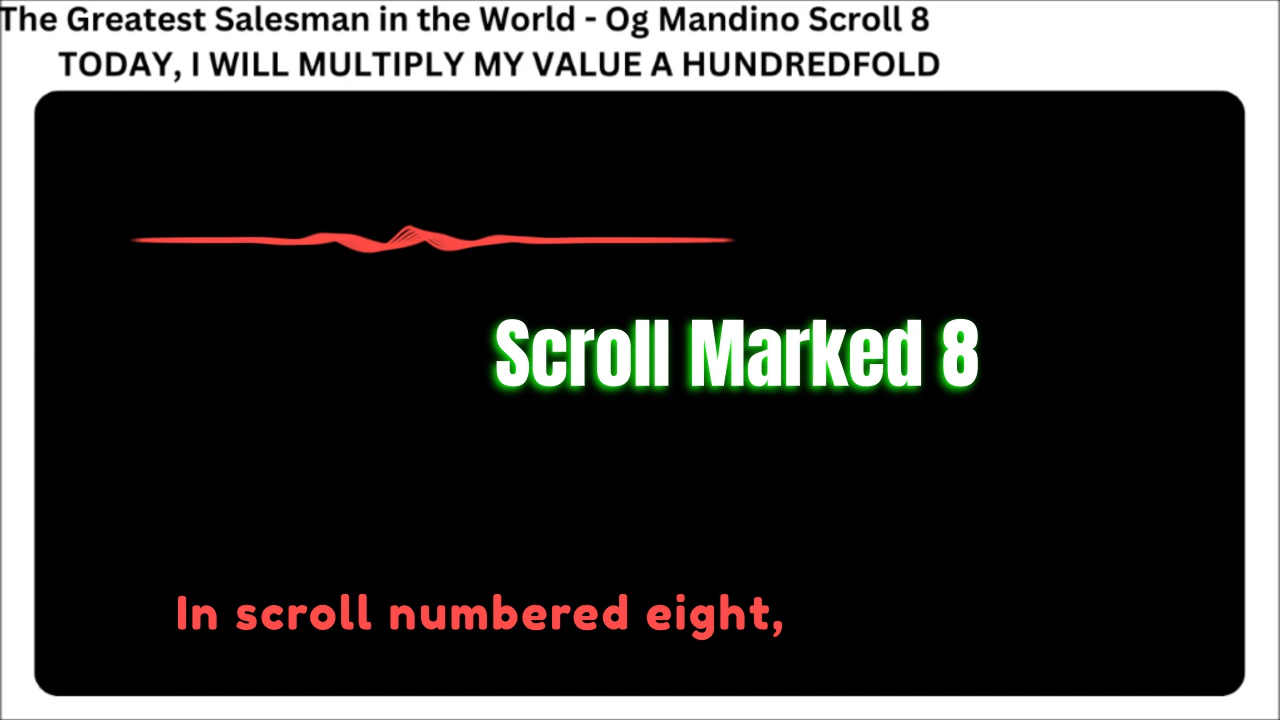 The Greatest Salesman in the World - Og Mandino Scroll 8
TODAY, I WILL MULTIPLY MY VALUE A HUNDREDFOLD
Scroll Marked 8
In scroll numbered eight,